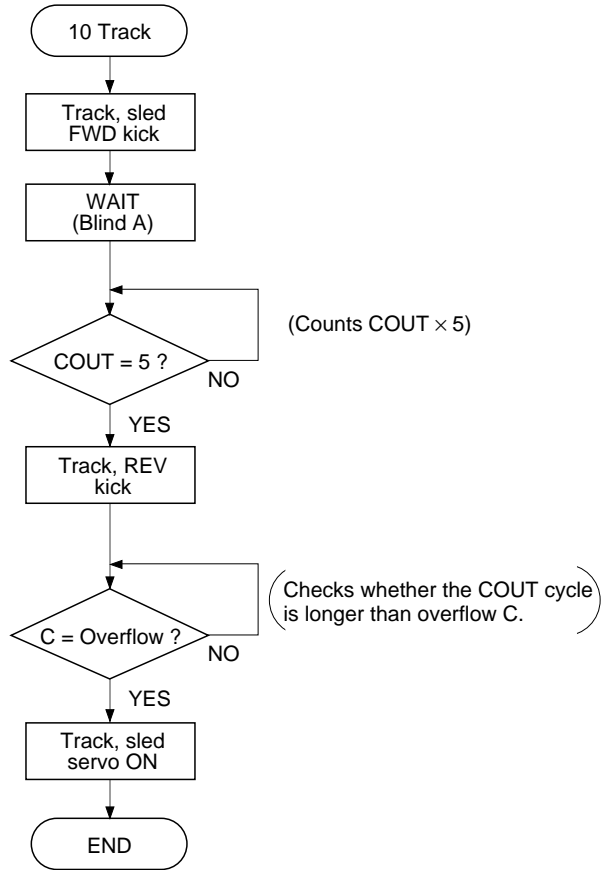 10 Track
Track, sled
FWD kick
WAIT
(Blind A)
(Counts COUT × 5)
COUT = 5 ?
NO
YES
Track, REV
kick
Checks whether the COUT cycle
is longer than overflow C.
C = Overflow ?
NO
YES
Track, sled
servo ON
END